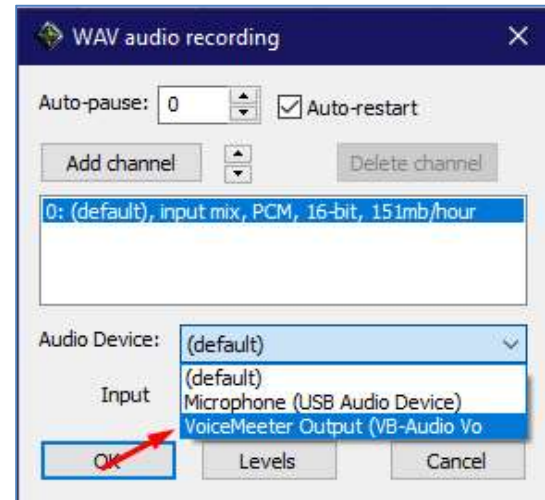 WAV audio recording
Auto-pause: 0 Auto-restart
Add channel Delete channel
0: (default), input mix, PCM, 16-bit, 151mb/hour
Audio Device: (default)
(default)
Input Microphone (USB Audio Device)
VoiceMeeter Output (VB-Audio Vo
OK Levels Cancel